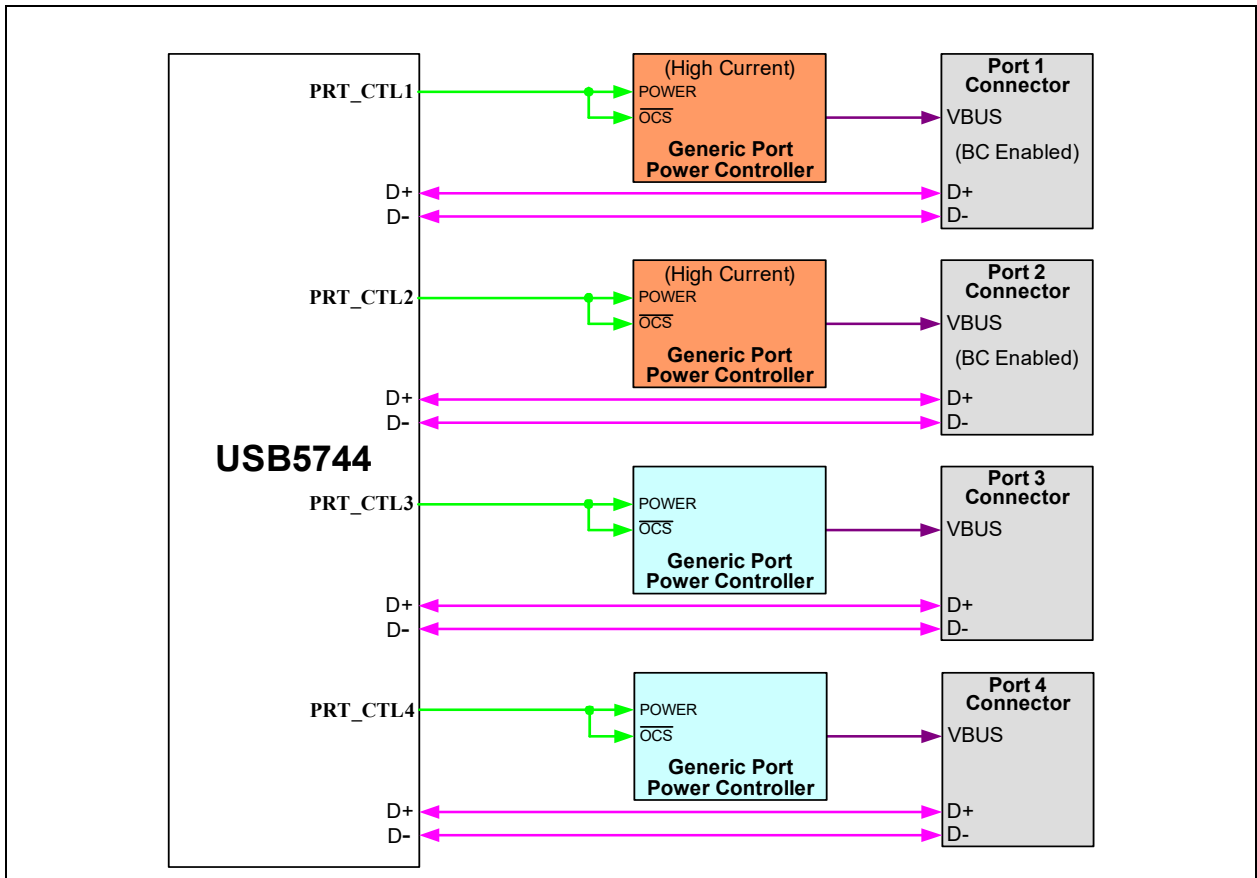 (High Current)
Port 1
Connector
PRT_CTL1
POWER
OCS
VBUS
Generic Port
Power Controller
(BC Enabled)
D+
D+
D-
D-
(High Current)
Port 2
Connector
PRT_CTL2
POWER
OCS
VBUS
Generic Port
Power Controller
(BC Enabled)
D+
D+
D-
D-
USB5744
Port 3
Connector
PRT_CTL3
POWER
OCS
VBUS
Generic Port
Power Controller
D+
D+
D-
D-
Port 4
Connector
PRT_CTL4
POWER
OCS
VBUS
Generic Port
Power Controller
D+
D+
D-
D-